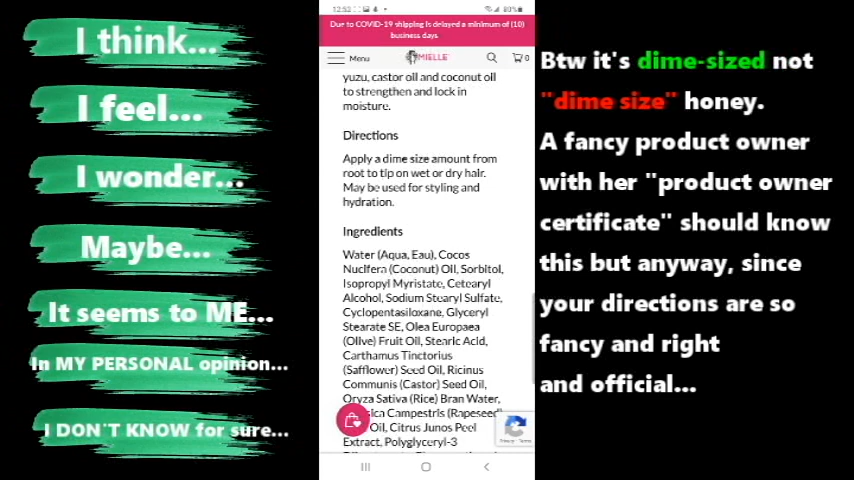 I think...
I feel...
I wonder...
Maybe...
It seems to ME...
In MY PERSONAL opinion...
I DON'T KNOW for sure...
12:52
Due to COVID-19 shipping is delayed a minimum of (10)
business days.
Menu
MIELLE
0
yuzu, castor oil and coconut oil
to strengthen and lock in
moisture.
Directions
Apply a dime size amount from
root to tip on wet or dry hair.
May be used for styling and
hydration.
Ingredients
Water (Aqua, Eau), Cocos
Nucifera (Coconut) Oil, Sorbitol,
Isopropyl Myristate, Cetearyl
Alcohol, Sodium Stearyl Sulfate,
Cyclopentasiloxane, Glyceryl
Stearate SE, Olea Europaea
(Olive) Fruit Oil, Stearic Acid,
Carthamus Tinctorius
(Safflower) Seed Oil, Ricinus
Communis (Castor) Seed Oil,
Oryza Sativa (Rice) Bran Water,
Campestris (Rapeseed)
Oil, Citrus Junos Peel
Extract, Polyglyceryl-3
Privacy - Terms
Btw it's dime-sized not
"dime size" honey.
A fancy product owner
with her "product owner
certificate" should know
this but anyway, since
your directions are so
fancy and right
and official...